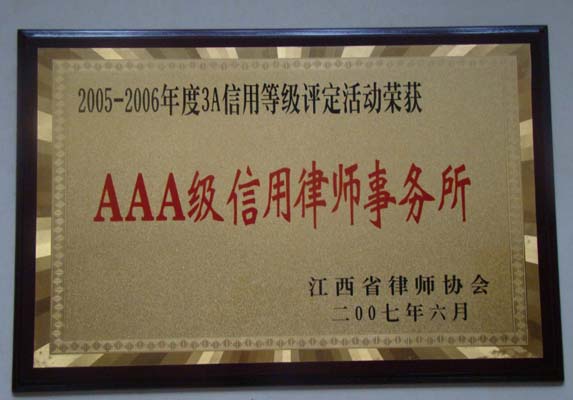 2005-2006年度3A信用等级评定活动荣获
AAA级信用律师事务所
江西省律师协会
二00七年六月